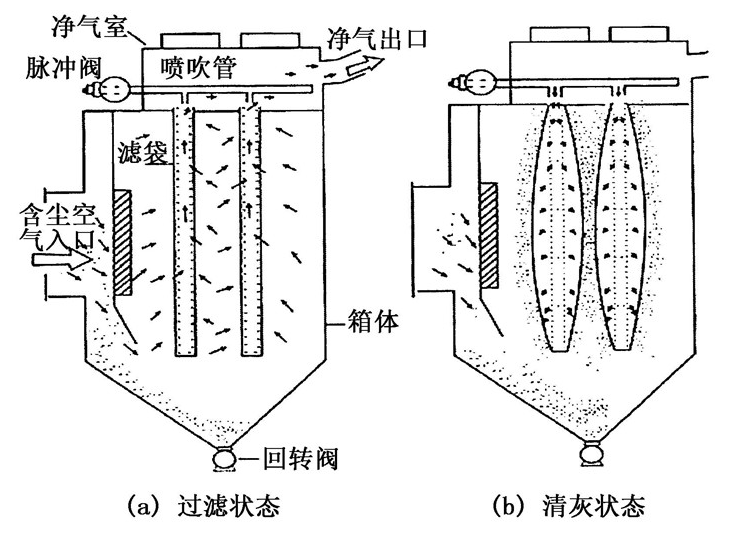 净气室
净气出口
脉冲阀
喷吹管
滤袋
含尘空
气入口
箱体
回转阀
(a) 过滤状态
(b) 清灰状态